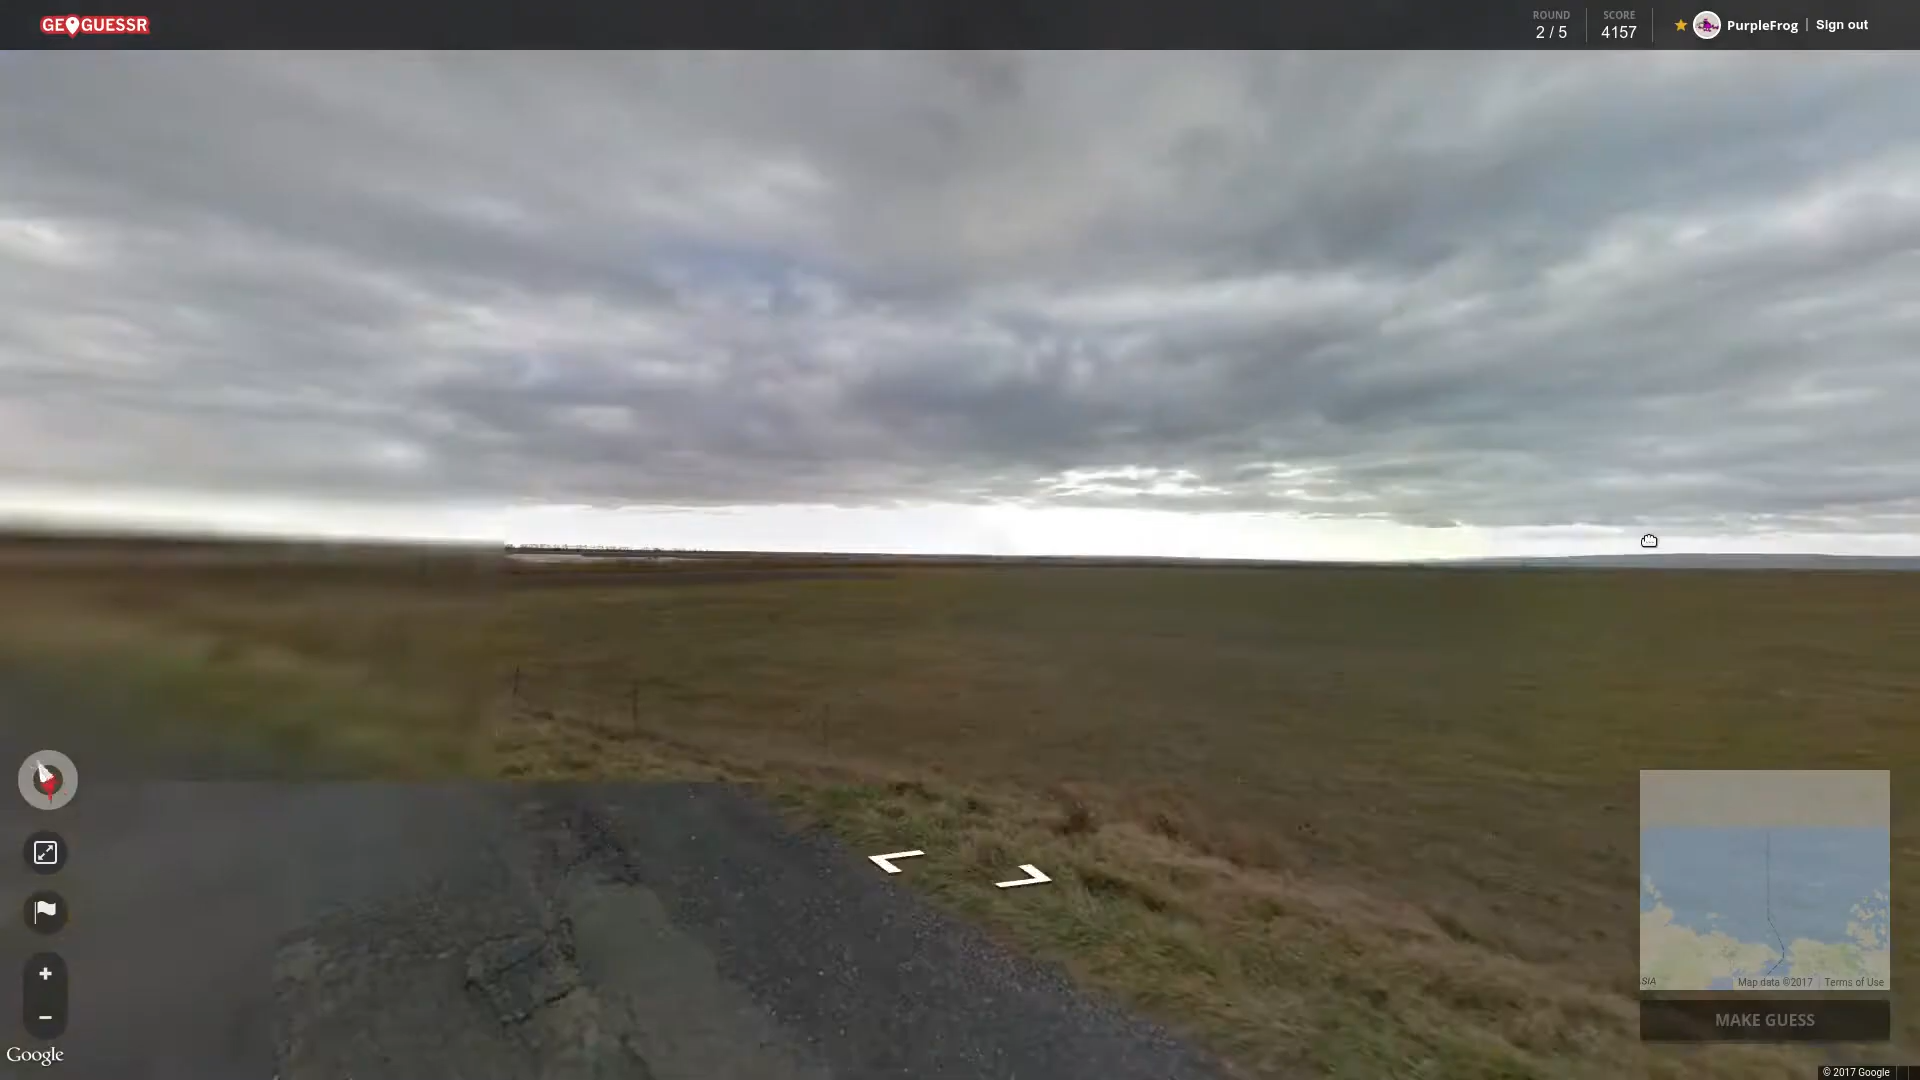 GEOGUESSR
ROUND
2 / 5
SCORE
4157
PurpleFrog | Sign out
SIA
Map data ©2017
Terms of Use
MAKE GUESS
Google
© 2017 Google